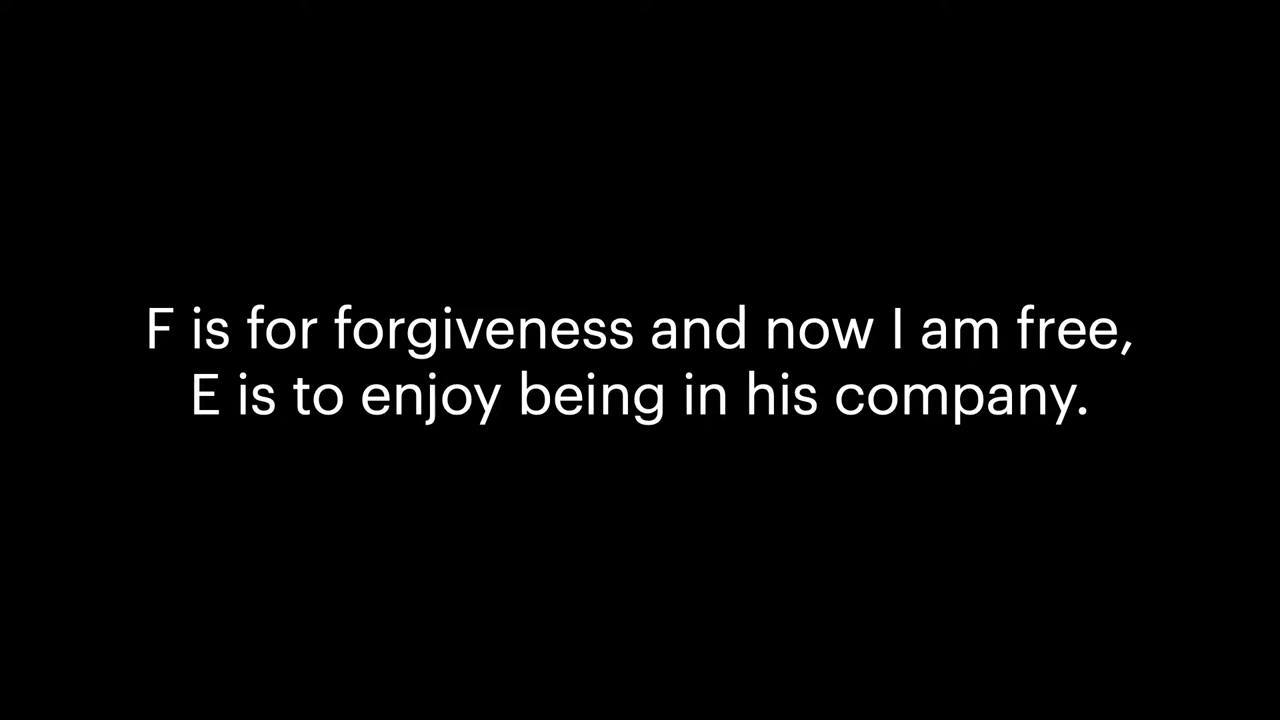 F is for forgiveness and now I am free,
E is to enjoy being in his company.